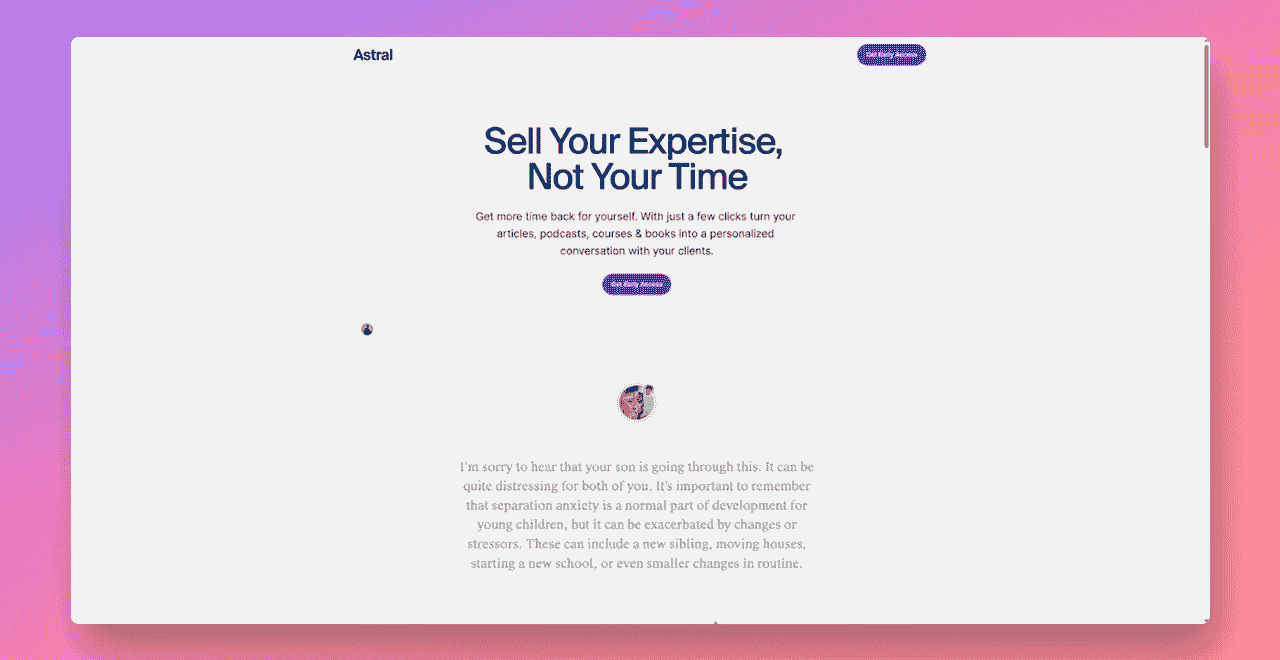 Astral
Get Early Access
Sell Your Expertise,
Not Your Time
Get more time back for yourself. With just a few clicks turn your
articles, podcasts, courses & books into a personalized
conversation with your clients.
Get Early Access
I'm sorry to hear that your son is going through this. It can be
quite distressing for both of you. It's important to remember
that separation anxiety is a normal part of development for
young children, but it can be exacerbated by changes or
stressors. These can include a new sibling, moving houses,
starting a new school, or even smaller changes in routine.